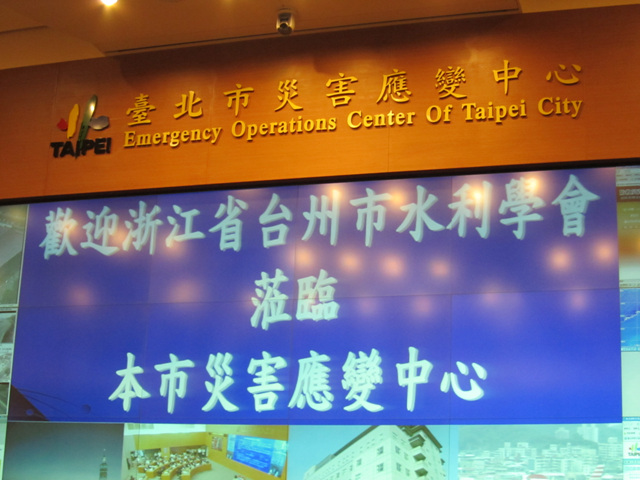 臺北市災害應變中心
TAIPEI
Emergency Operations Center Of Taipei City
歡迎浙江省台州市水利學會
蒞臨
本市災害應變中心
TAIPEI